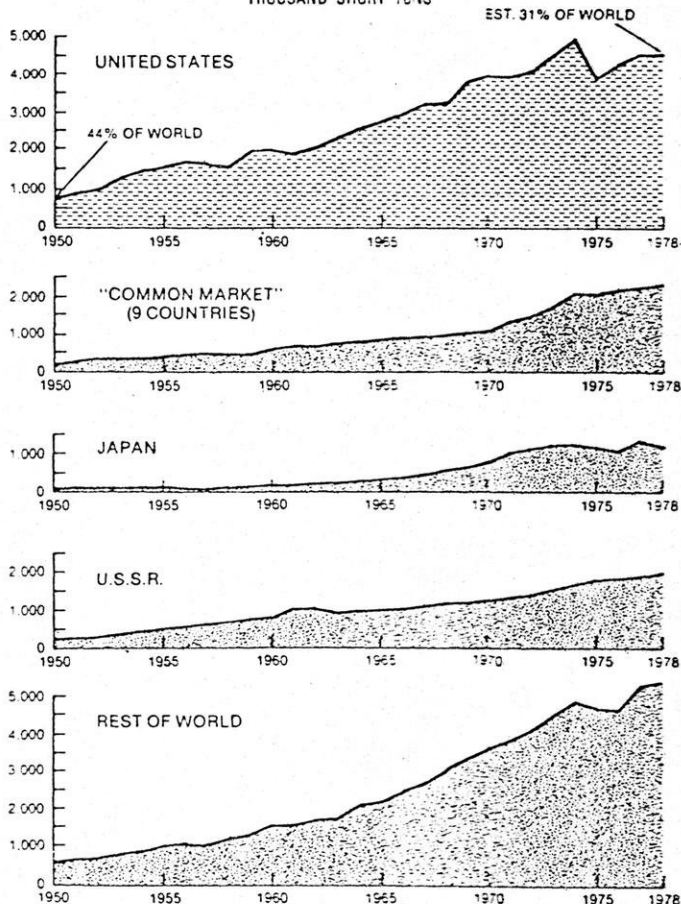 THOUSAND SHORT TONS
EST. 31% OF WORLD
5.000
UNITED STATES
4.000
3.000
44% OF WORLD
2.000
1.000
0
1950 1955 1960 1965 1970 1975 1978
"COMMON MARKET"
(9 COUNTRIES)
2 000
1.000
0
1950 1955 1960 1965 1970 1975 1978
JAPAN
1 000
0
1950 1955 1960 1965 1970 1975 1978
U.S.S.R.
2 000
1.000
0
1950 1955 1960 1965 1970 1975 1978
5.000
REST OF WORLD
4 000
3 000
2 000
1.000
0
1950 1955 1960 1965 1970 1975 1978